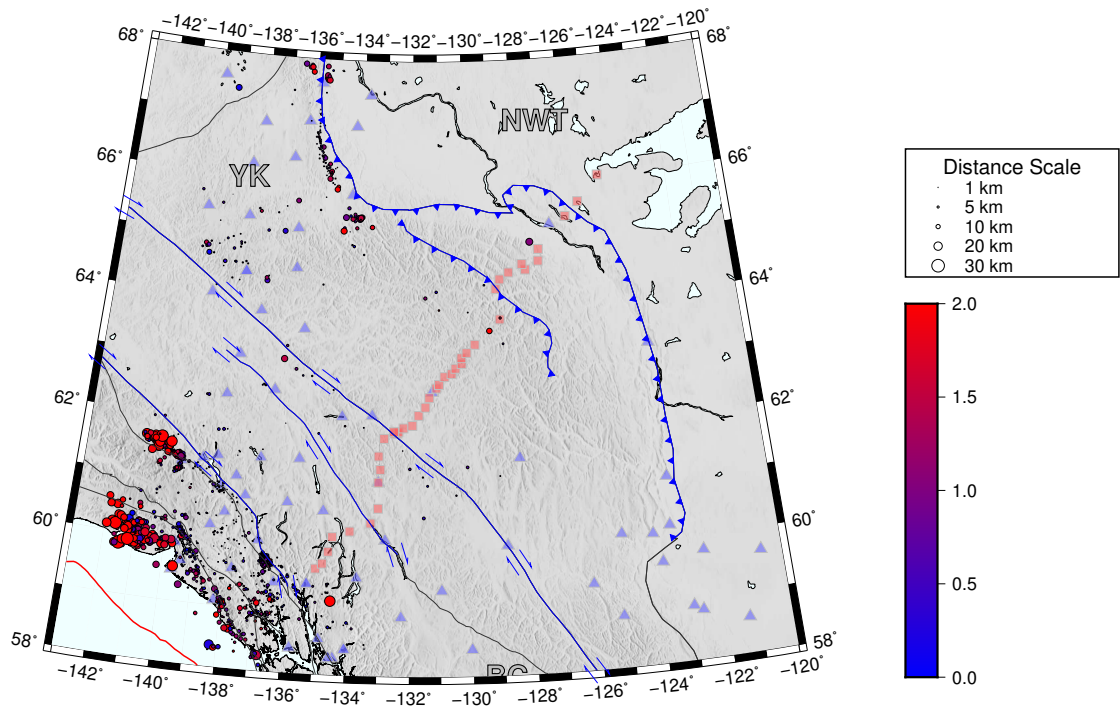 −142° −140° −138° −136° −134° −132° −130° −128° −126° −124° −122° −120°
68° 68°
NWT
66° 66°
YK
64° 64°
62° 62°
60° 60°
58° 58°
BC
−142° −140° −138° −136° −134° −132° −130° −128° −126° −124° −122° −120°
Distance Scale
1 km
5 km
10 km
20 km
30 km
2.0
1.5
1.0
0.5
0.0